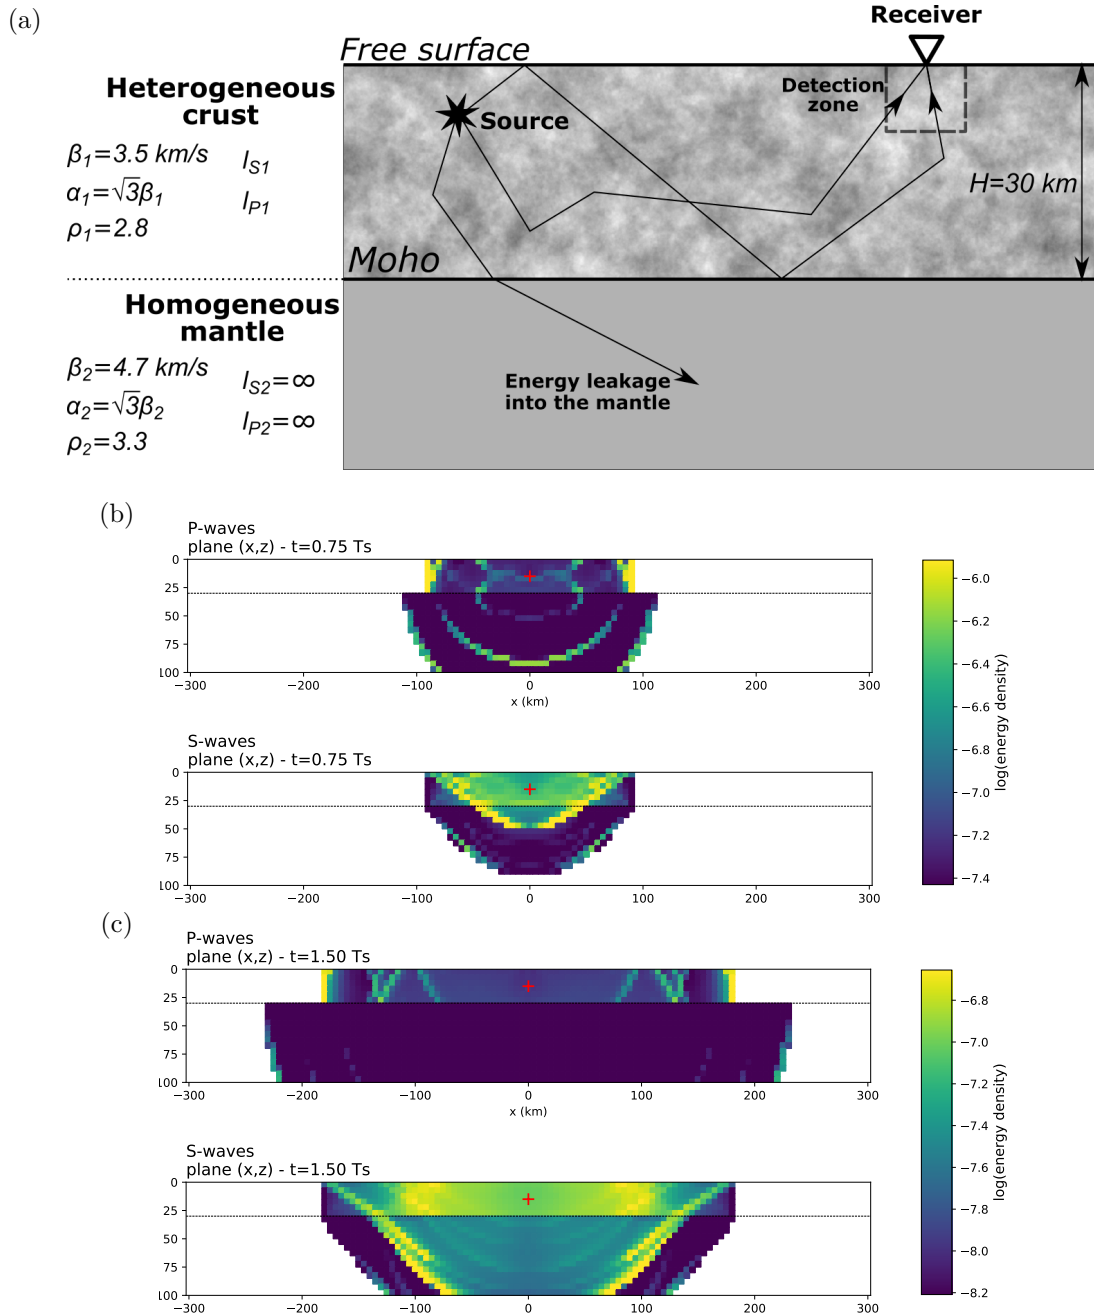 (a)
Receiver
Free surface
Heterogeneous
crust
Detection
zone
Source
β₁=3.5 km/s
l_S1
α₁=√3β₁
l_P1
ρ₁=2.8
H=30 km
Moho
Homogeneous
mantle
β₂=4.7 km/s
l_S2=∞
α₂=√3β₂
l_P2=∞
ρ₂=3.3
Energy leakage
into the mantle
(b)
P-waves
plane (x,z) - t=0.75 Ts
0
25
50
75
100
−300
−200
−100
0
100
200
300
x (km)
S-waves
plane (x,z) - t=0.75 Ts
0
25
50
75
100
−300
−200
−100
0
100
200
300
−6.0
−6.2
−6.4
−6.6
−6.8
−7.0
−7.2
−7.4
log(energy density)
(c)
P-waves
plane (x,z) - t=1.50 Ts
0
25
50
75
100
−300
−200
−100
0
100
200
300
x (km)
S-waves
plane (x,z) - t=1.50 Ts
0
25
50
75
100
−300
−200
−100
0
100
200
300
−6.8
−7.0
−7.2
−7.4
−7.6
−7.8
−8.0
−8.2
log(energy density)